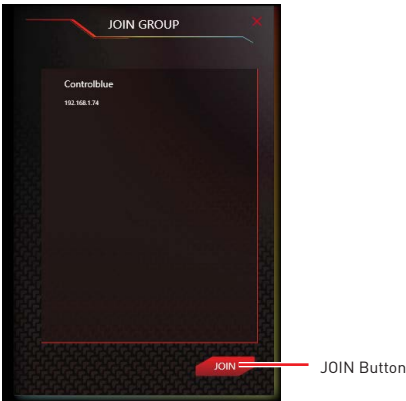 JOIN GROUP
Controlblue
192.168.1.74
JOIN
JOIN Button